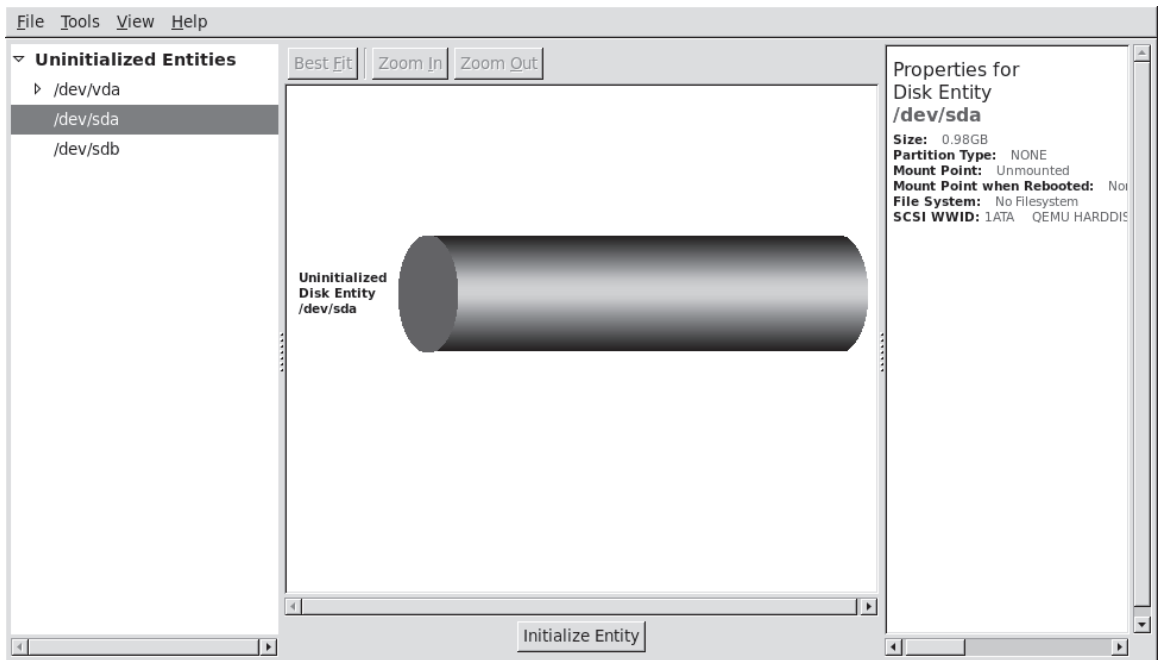 File Tools View Help
Uninitialized Entities
/dev/vda
/dev/sda
/dev/sdb
Best Fit Zoom In Zoom Out
Uninitialized
Disk Entity
/dev/sda
Initialize Entity
Properties for
Disk Entity
/dev/sda
Size: 0.98GB
Partition Type: NONE
Mount Point: Unmounted
Mount Point when Rebooted:
File System: No Filesystem
SCSI WWID: 1ATA QEMU HARDDIS